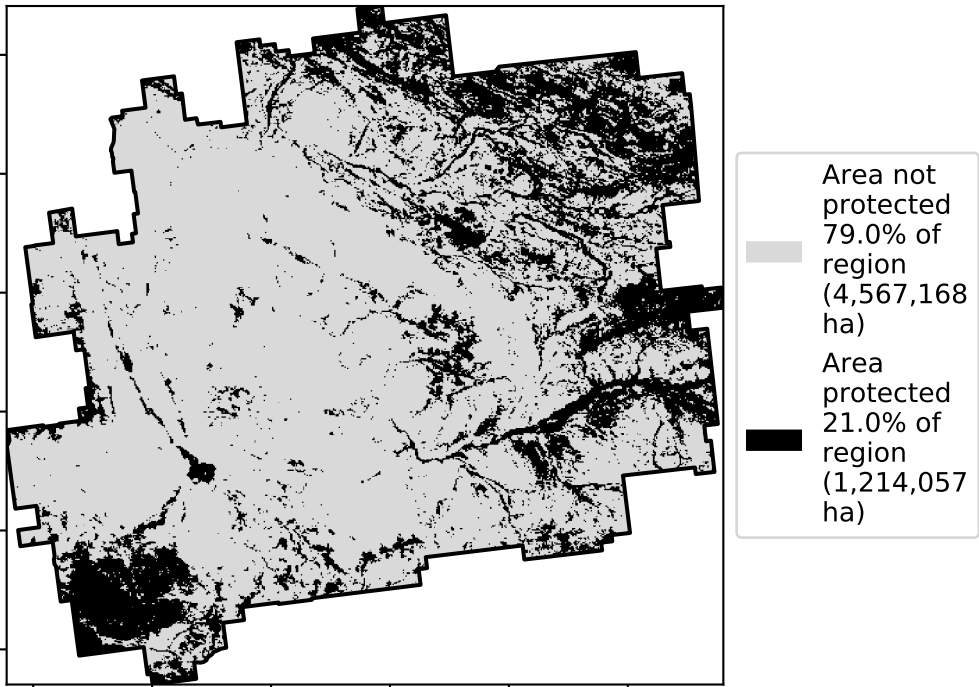 Area not
protected
79.0% of
region
(4,567,168
ha)
Area
protected
21.0% of
region
(1,214,057
ha)